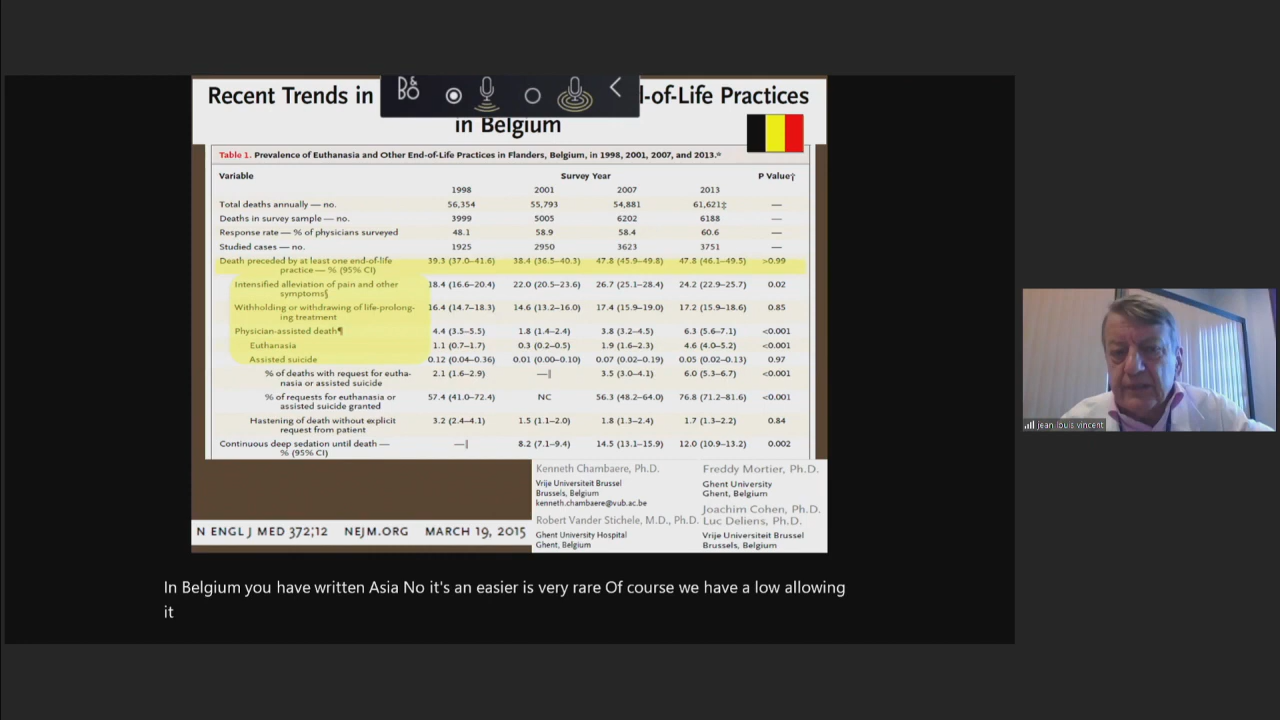 Recent Trends in
l-of-Life Practices
B&O
in Belgium
Table 1. Prevalence of Euthanasia and Other End-of-Life Practices in Flanders, Belgium, in 1998, 2001, 2007, and 2013.*
Variable Survey Year P Value†
1998 2001 2007 2013
Total deaths annually — no. 56,354 55,793 54,881 61,621‡ —
Deaths in survey sample — no. 3999 5005 6202 6188 —
Response rate — % of physicians surveyed 48.1 58.9 58.4 60.6 —
Studied cases — no. 1925 2950 3623 3751 —
Death preceded by at least one end-of-life 39.3 (37.0–41.6) 38.4 (36.5–40.3) 47.8 (45.9–49.8) 47.8 (46.1–49.5) >0.99
practice — % (95% CI)
Intensified alleviation of pain and other 18.4 (16.6–20.4) 22.0 (20.5–23.6) 26.7 (25.1–28.4) 24.2 (22.9–25.7) 0.02
symptoms§
Withholding or withdrawing of life-prolong- 16.4 (14.7–18.3) 14.6 (13.2–16.0) 17.4 (15.9–19.0) 17.2 (15.9–18.6) 0.85
ing treatment
Physician-assisted death¶ 4.4 (3.5–5.5) 1.8 (1.4–2.4) 3.8 (3.2–4.5) 6.3 (5.6–7.1) <0.001
Euthanasia 1.1 (0.7–1.7) 0.3 (0.2–0.5) 1.9 (1.6–2.3) 4.6 (4.0–5.2) <0.001
Assisted suicide 0.12 (0.04–0.36) 0.01 (0.00–0.10) 0.07 (0.02–0.19) 0.05 (0.02–0.13) 0.97
% of deaths with request for eutha- 2.1 (1.6–2.9) —‖ 3.5 (3.0–4.1) 6.0 (5.3–6.7) <0.001
nasia or assisted suicide
% of requests for euthanasia or 57.4 (41.0–72.4) NC 56.3 (48.2–64.0) 76.8 (71.2–81.6) <0.001
assisted suicide granted
Hastening of death without explicit 3.2 (2.4–4.1) 1.5 (1.1–2.0) 1.8 (1.3–2.4) 1.7 (1.3–2.2) 0.84
request from patient
Continuous deep sedation until death — —‖ 8.2 (7.1–9.4) 14.5 (13.1–15.9) 12.0 (10.9–13.2) 0.002
% (95% CI)
Kenneth Chambaere, Ph.D.
Vrije Universiteit Brussel
Brussels, Belgium
kenneth.chambaere@vub.ac.be
Robert Vander Stichele, M.D., Ph.D.
Ghent University Hospital
Ghent, Belgium
Freddy Mortier, Ph.D.
Ghent University
Ghent, Belgium
Joachim Cohen, Ph.D.
Luc Deliens, Ph.D.
Vrije Universiteit Brussel
Brussels, Belgium
N ENGL J MED 372;12 NEJM.ORG MARCH 19, 2015
jean louis vincent
In Belgium you have written Asia No it's an easier is very rare Of course we have a low allowing
it